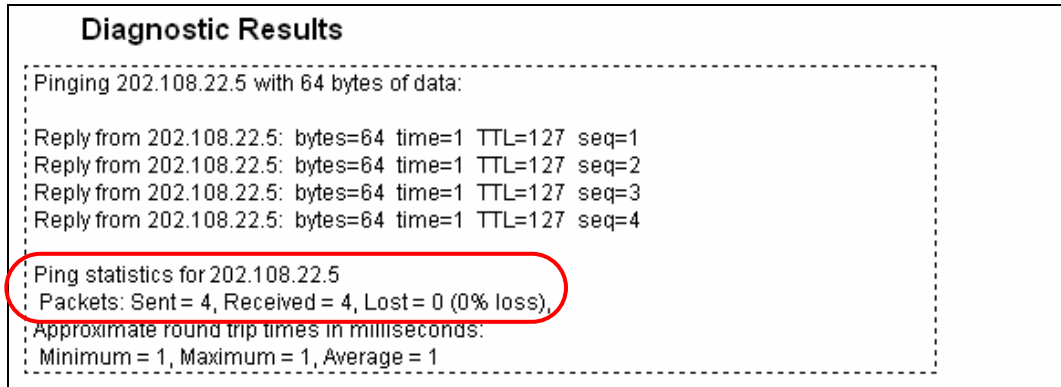 Diagnostic Results
Pinging 202.108.22.5 with 64 bytes of data:
Reply from 202.108.22.5: bytes=64 time=1 TTL=127 seq=1
Reply from 202.108.22.5: bytes=64 time=1 TTL=127 seq=2
Reply from 202.108.22.5: bytes=64 time=1 TTL=127 seq=3
Reply from 202.108.22.5: bytes=64 time=1 TTL=127 seq=4
Ping statistics for 202.108.22.5
Packets: Sent = 4, Received = 4, Lost = 0 (0% loss),
Approximate round trip times in milliseconds:
Minimum = 1, Maximum = 1, Average = 1